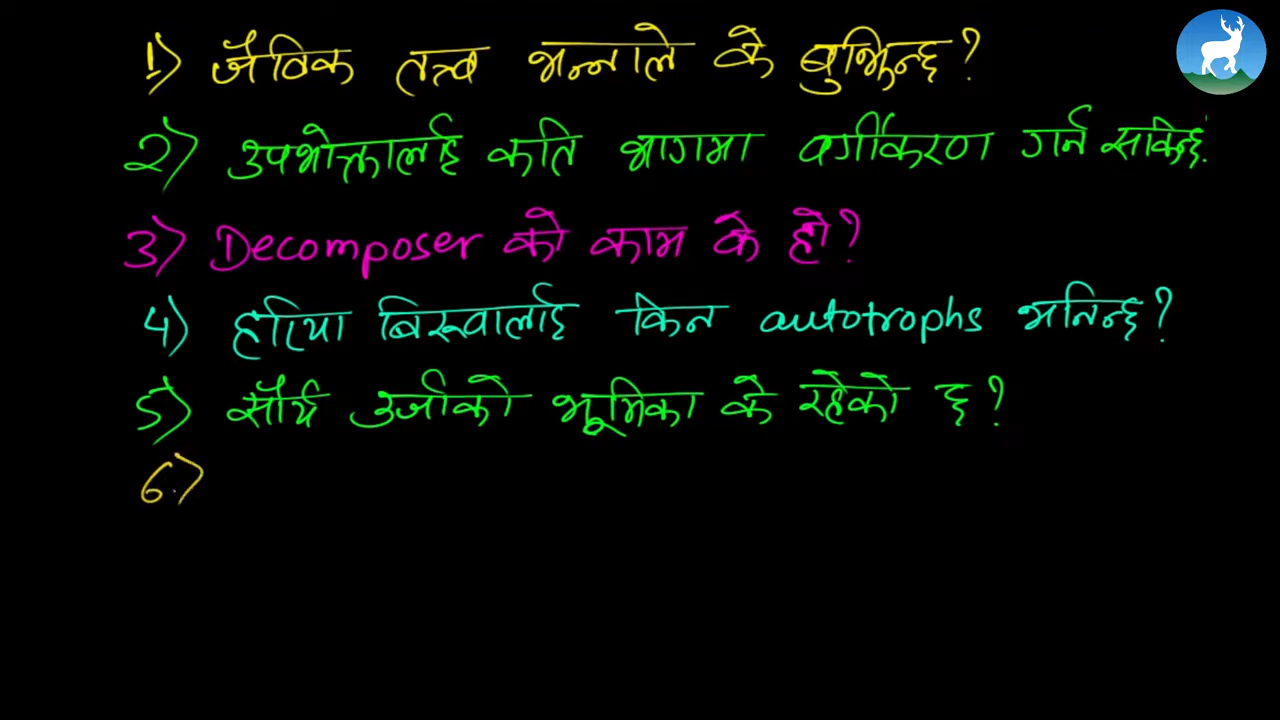 1) जैविक तत्त्व भन्नाले के बुझिन्छ?
2) उपभोक्तालाई कति भागमा वर्गीकरण गर्न सकिन्छ
3) Decomposer को काम के हो?
4) हरिया बिरूवालाई किन autotrophs भनिन्छ?
5) सौर्य उर्जाको भूमिका के रहेको छ?
6)